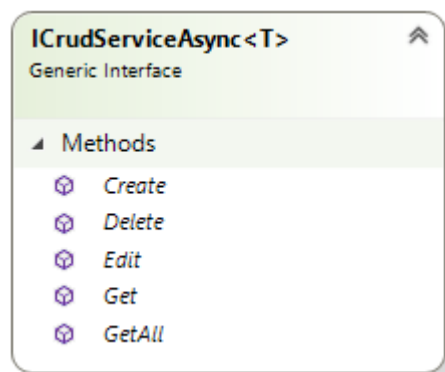 ICrudServiceAsync<T>
Generic Interface
Methods
Create
Delete
Edit
Get
GetAll